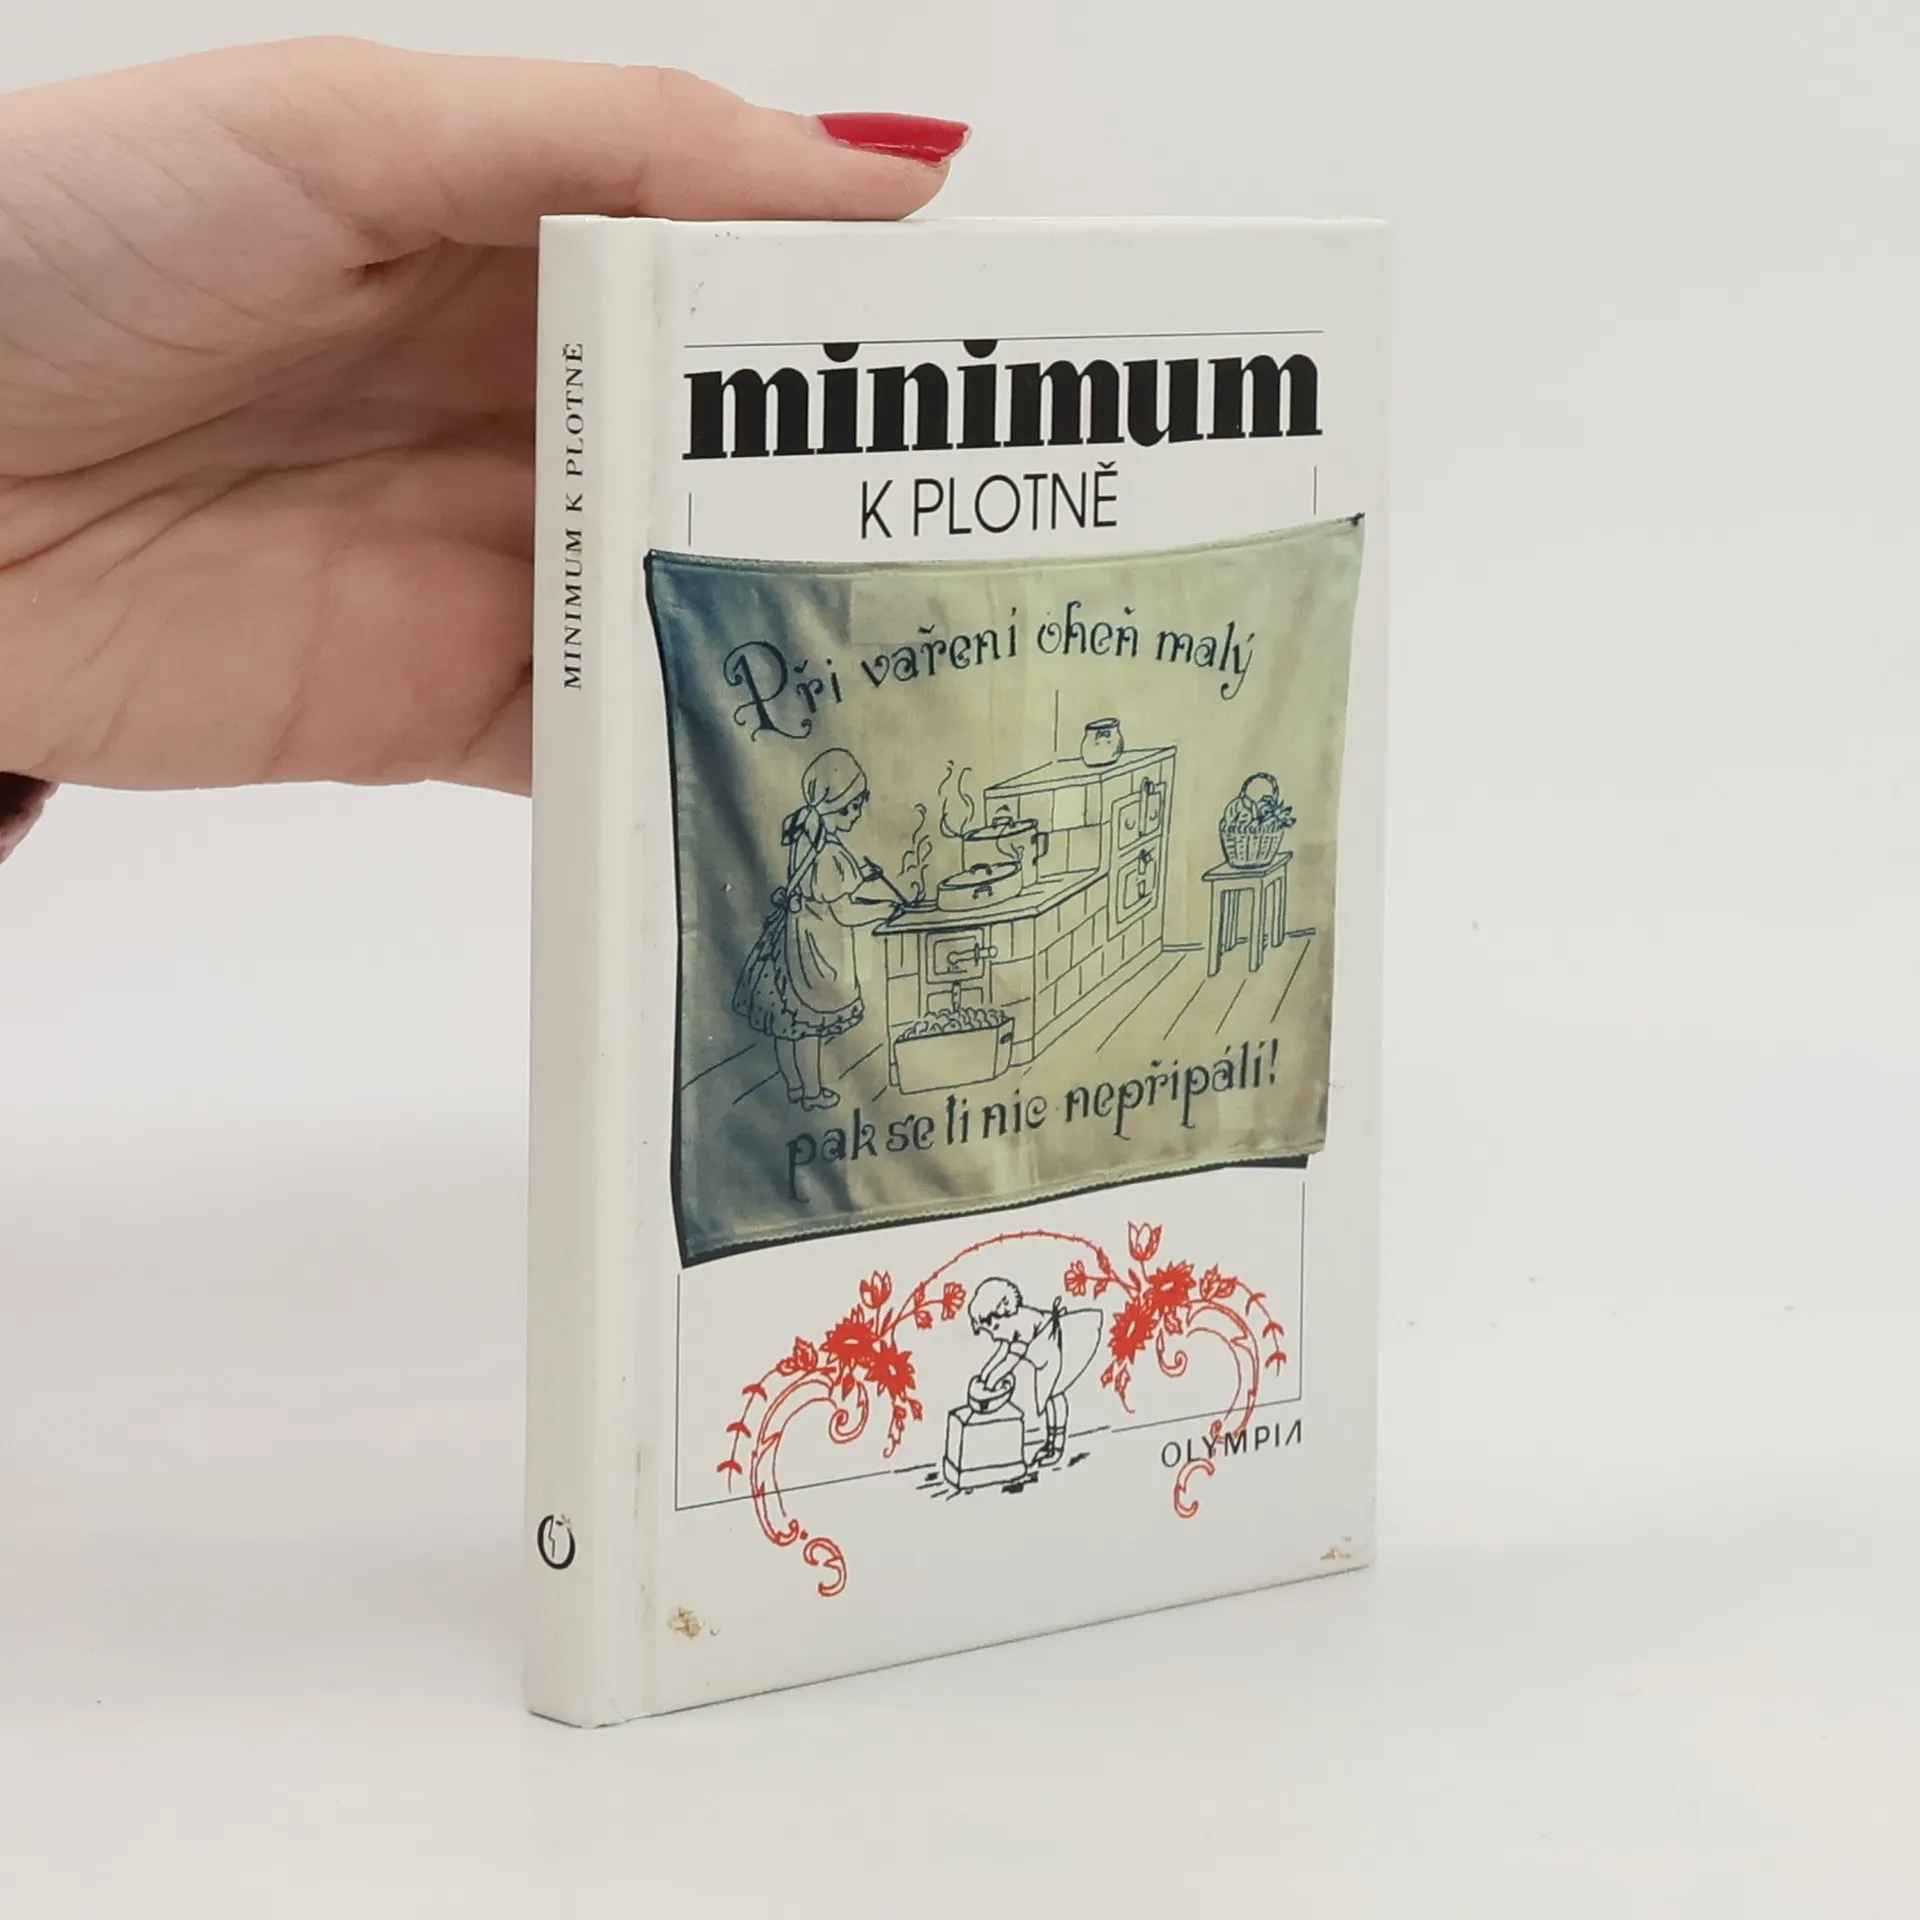 MINIMUM K PLOTNĚ
minimum
K PLOTNĚ
Při vaření oheň malý
pak se ti nic nepřipálí!
OLYMPIA